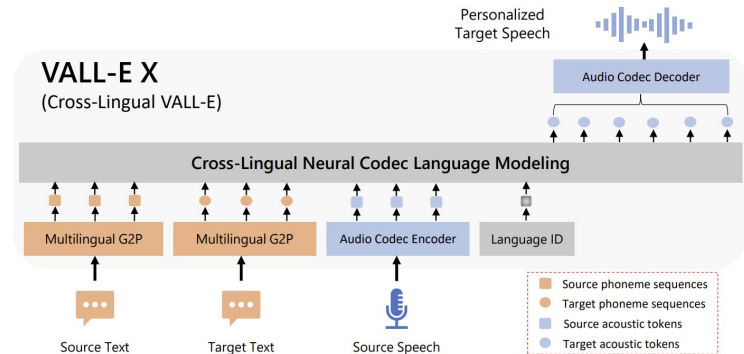 Personalized
Target Speech
VALL-E X
(Cross-Lingual VALL-E)
Audio Codec Decoder
Cross-Lingual Neural Codec Language Modeling
Multilingual G2P
Multilingual G2P
Audio Codec Encoder
Language ID
Source Text
Target Text
Source Speech
Source phoneme sequences
Target phoneme sequences
Source acoustic tokens
Target acoustic tokens